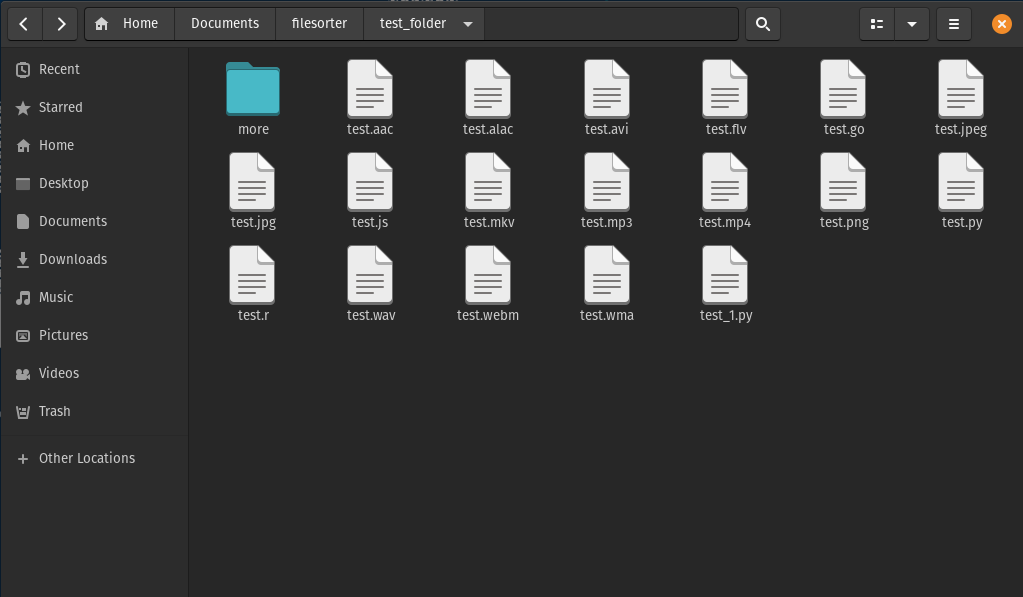 Home Documents filesorter test_folder
Recent
Starred
Home
Desktop
Documents
Downloads
Music
Pictures
Videos
Trash
Other Locations
more test.aac test.alac test.avi test.flv test.go test.jpeg
test.jpg test.js test.mkv test.mp3 test.mp4 test.png test.py
test.r test.wav test.webm test.wma test_1.py